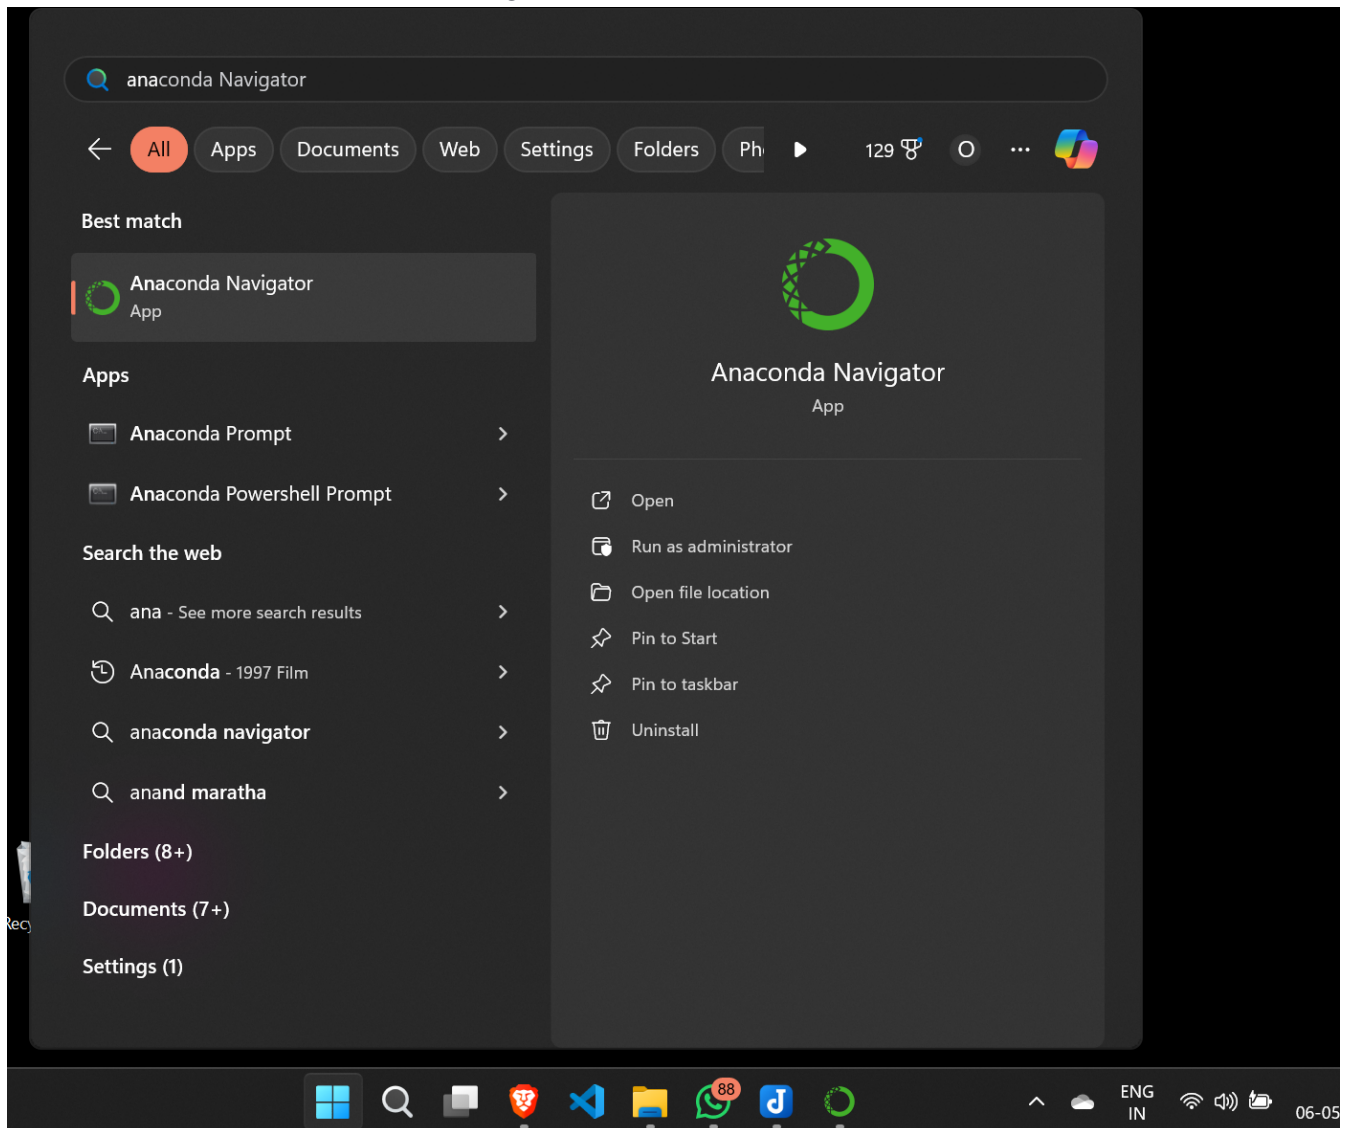 anaconda Navigator
All Apps Documents Web Settings Folders Ph 129 O ...
Best match
Anaconda Navigator
App
Apps
Anaconda Prompt
Anaconda Powershell Prompt
Search the web
ana - See more search results
Anaconda - 1997 Film
anaconda navigator
anand maratha
Folders (8+)
Documents (7+)
Settings (1)
Anaconda Navigator
App
Open
Run as administrator
Open file location
Pin to Start
Pin to taskbar
Uninstall
Recy
88
ENG
IN
06-05